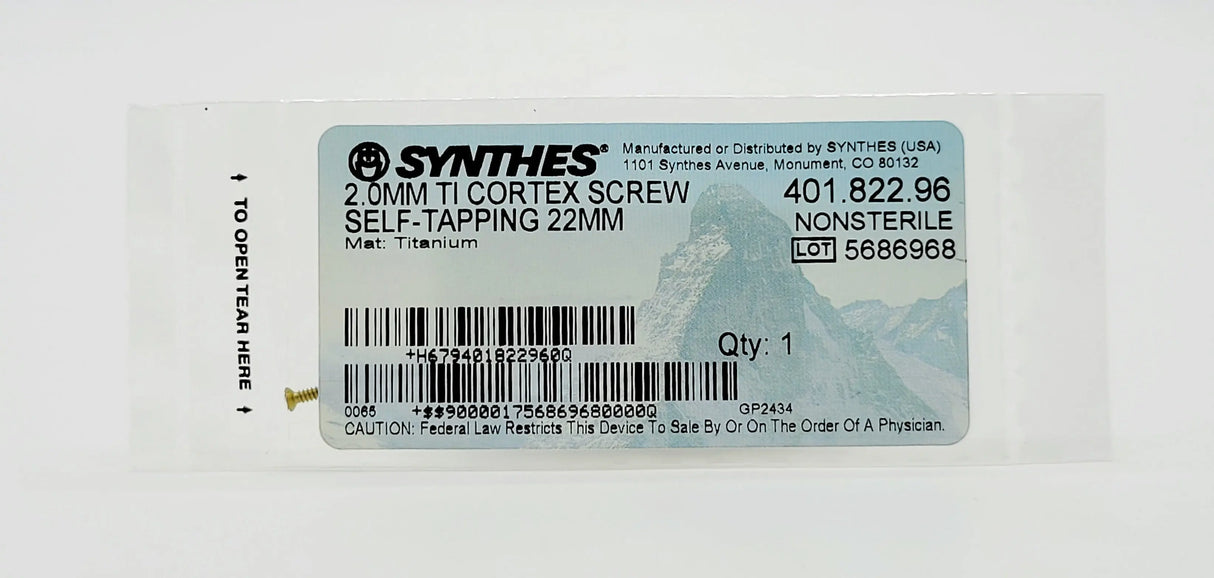 SYNTHES®
Manufactured or Distributed by SYNTHES (USA)
1101 Synthes Avenue, Monument, CO 80132
2.0MM TI CORTEX SCREW
401.822.96
SELF-TAPPING 22MM
NONSTERILE
Mat: Titanium
LOT 5686968
TO OPEN TEAR HERE
+H679401822960Q
Qty: 1
0065
+$$9000001756869680000Q
GP2434
CAUTION: Federal Law Restricts This Device To Sale By Or On The Order Of A Physician.